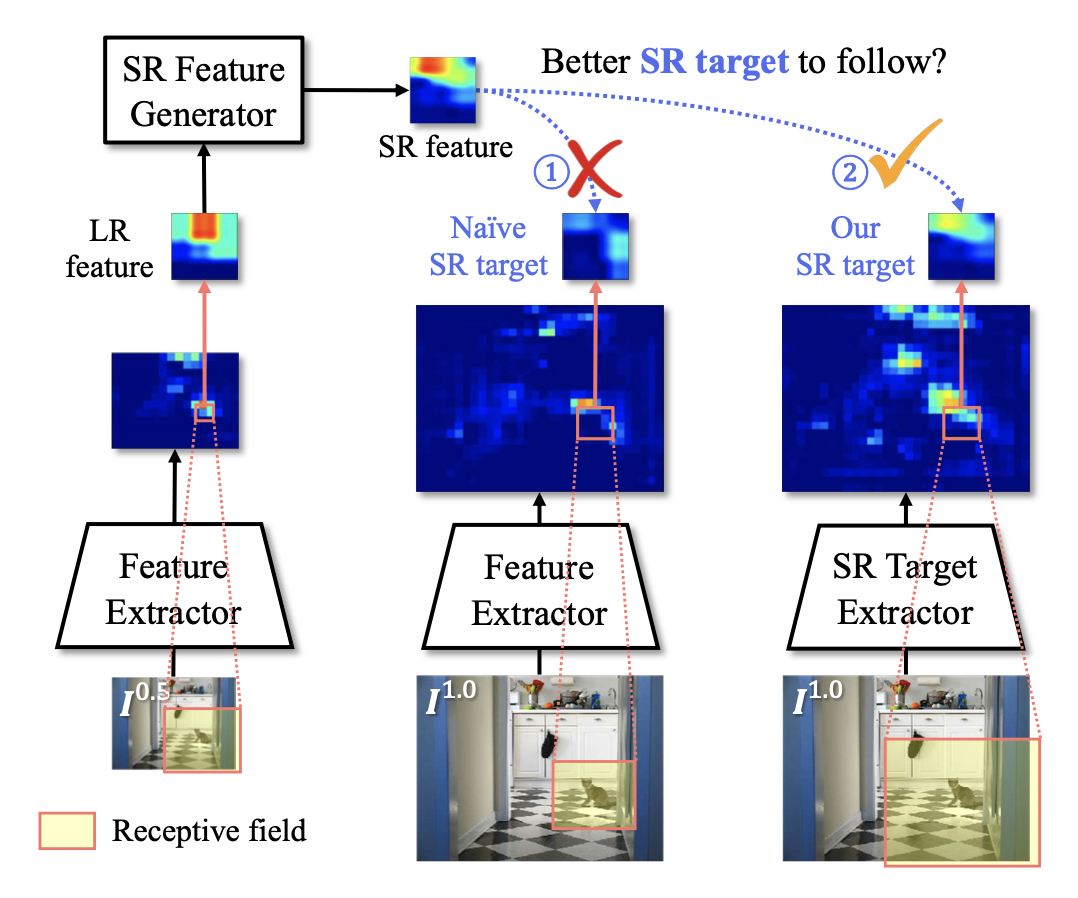 SR Feature
Generator
Better SR target to follow?
SR feature
①
②
LR
feature
Naïve
SR target
Our
SR target
Feature
Extractor
Feature
Extractor
SR Target
Extractor
I^0.5
I^1.0
I^1.0
Receptive field